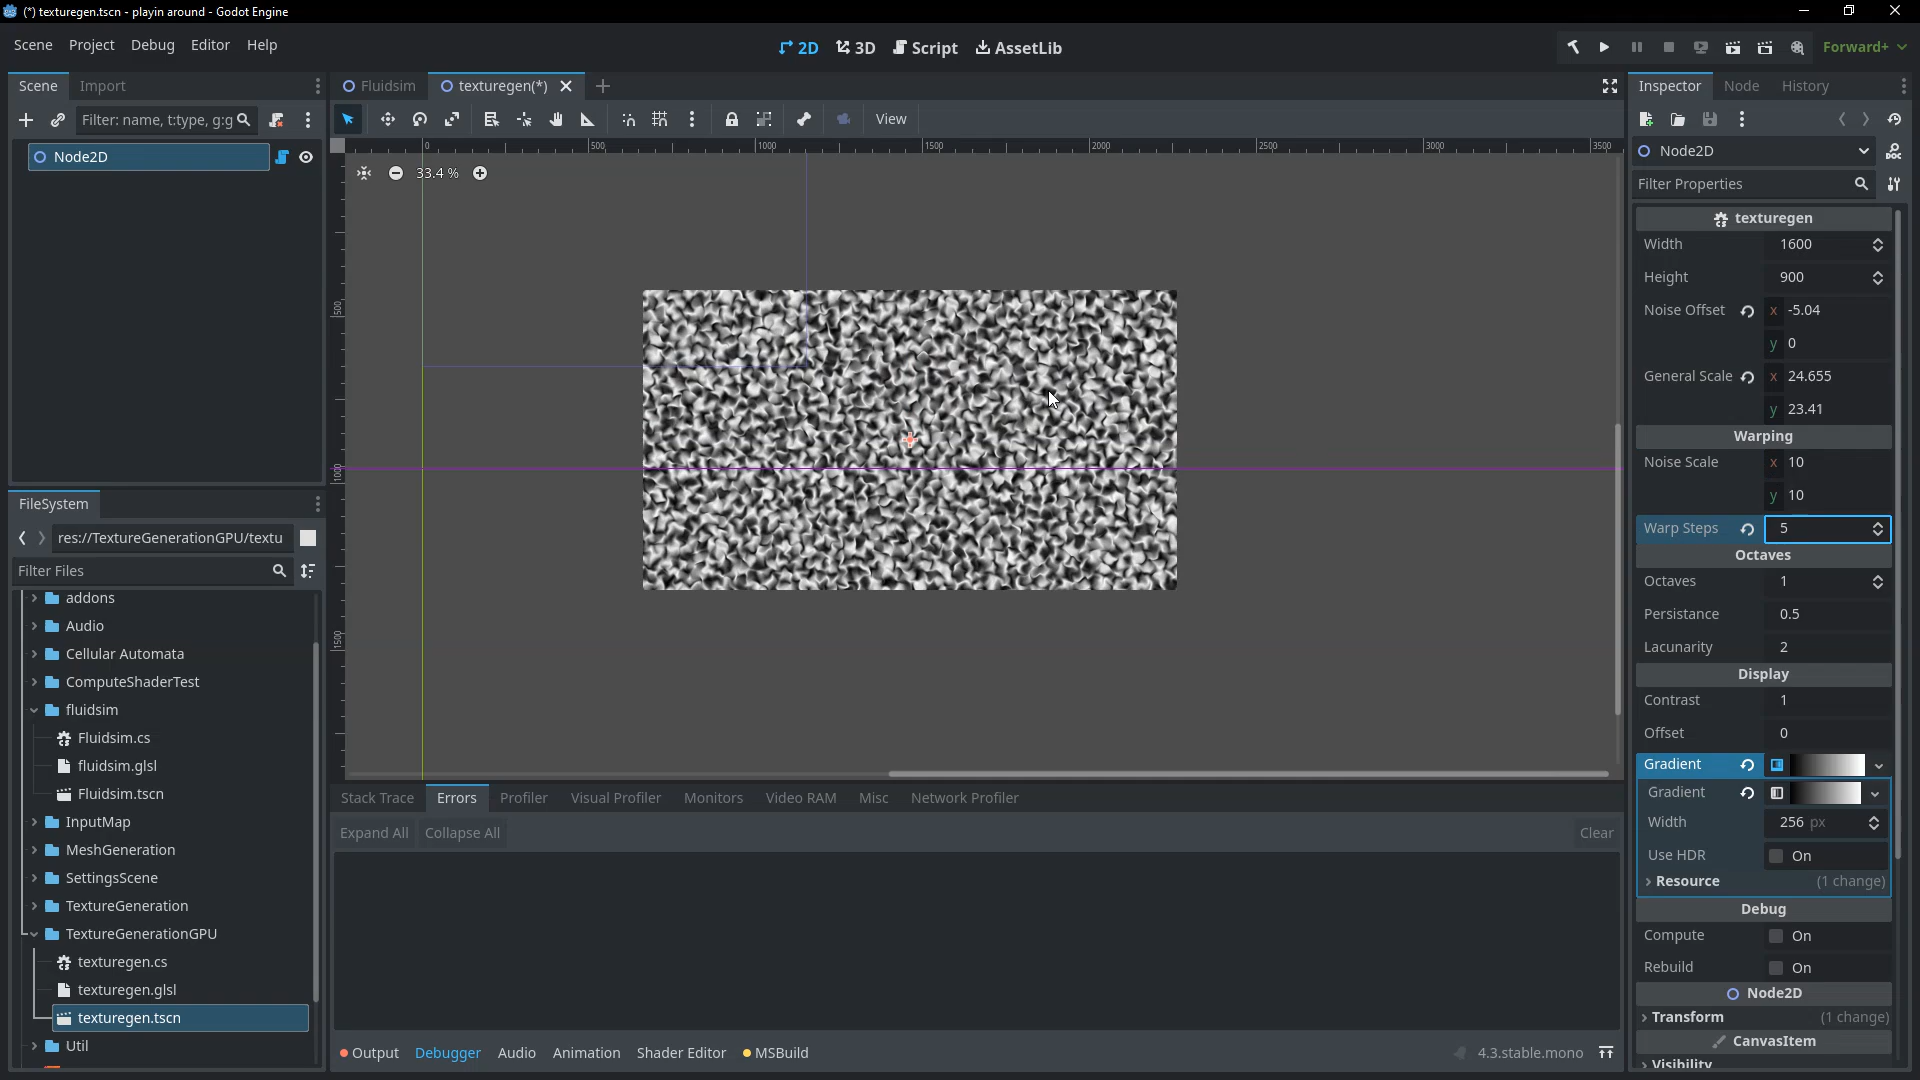 (*) texturegen.tscn - playin around - Godot Engine
Scene Project Debug Editor Help
2D 3D Script AssetLib
Forward+
Scene Import
Fluidsim texturegen(*)
Inspector Node History
Filter: name, t:type, g:g
View
Node2D
Node2D
DOC
Filter Properties
0 500 1000 1500 2000 2500 3000 3500
33.4 %
500
1000
1500
texturegen
Width 1600
Height 900
Noise Offset x -5.04
y 0
General Scale x 24.655
y 23.41
Warping
Noise Scale x 10
y 10
Warp Steps 5
Octaves
Octaves 1
Persistance 0.5
Lacunarity 2
Display
Contrast 1
Offset 0
Gradient
Gradient
Width 256 px
Use HDR On
Resource (1 change)
Debug
Compute On
Rebuild On
Node2D
Transform (1 change)
CanvasItem
Visibility
FileSystem
res://TextureGenerationGPU/textu
Filter Files
addons
Audio
Cellular Automata
ComputeShaderTest
fluidsim
Fluidsim.cs
fluidsim.glsl
Fluidsim.tscn
InputMap
MeshGeneration
SettingsScene
TextureGeneration
TextureGenerationGPU
texturegen.cs
texturegen.glsl
texturegen.tscn
Util
Stack Trace Errors Profiler Visual Profiler Monitors Video RAM Misc Network Profiler
Expand All Collapse All Clear
Output Debugger Audio Animation Shader Editor MSBuild 4.3.stable.mono